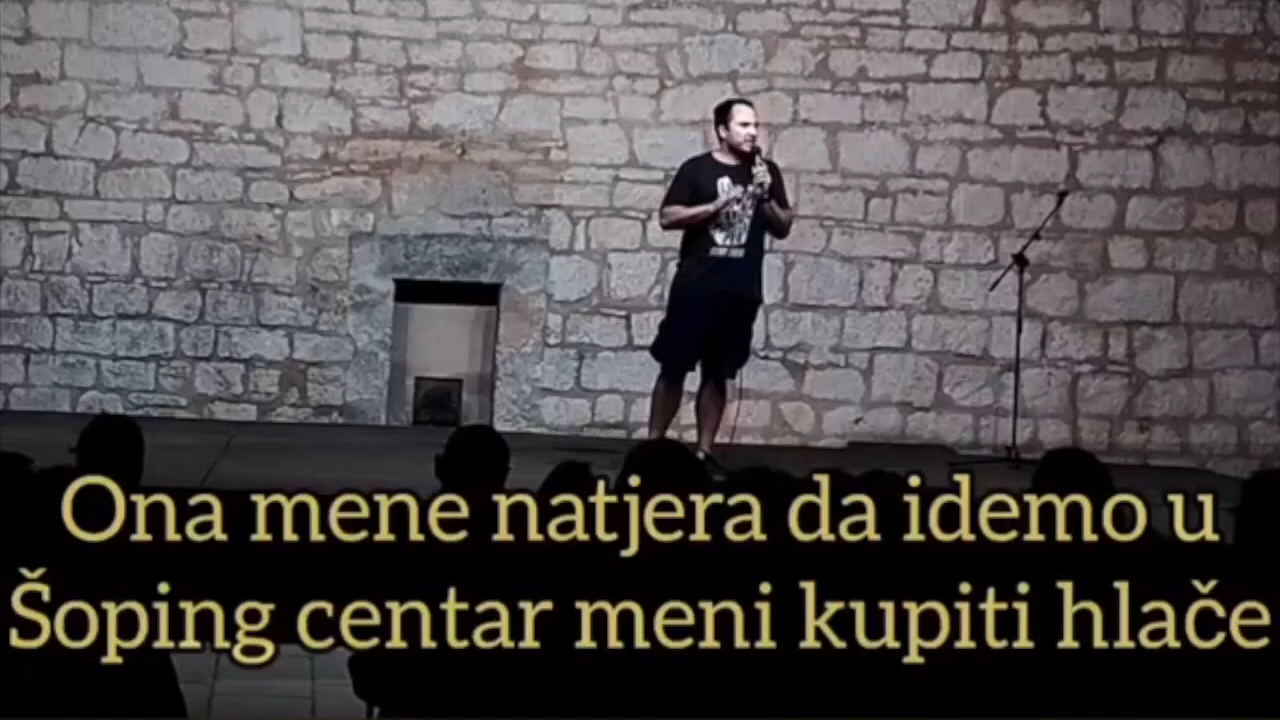 Ona mene natjera da idemo u
Šoping centar meni kupiti hlače